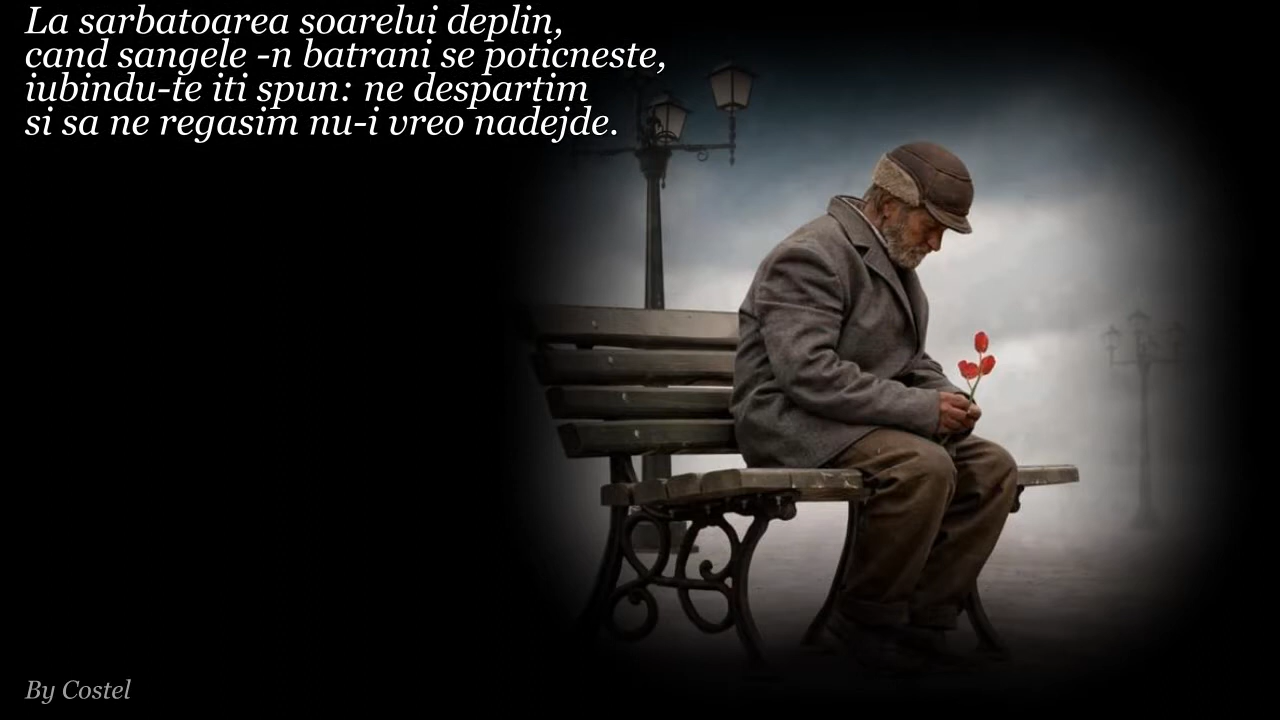 La sarbatoarea soarelui deplin,
cand sangele -n batrani se poticneste,
iubindu-te iti spun: ne despartim
si sa ne regasim nu-i vreo nadejde.
By Costel